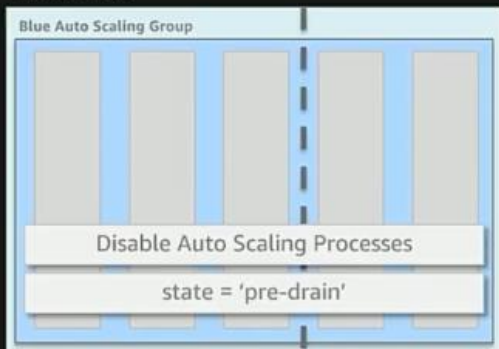 Blue Auto Scaling Group
Disable Auto Scaling Processes
state = 'pre-drain'